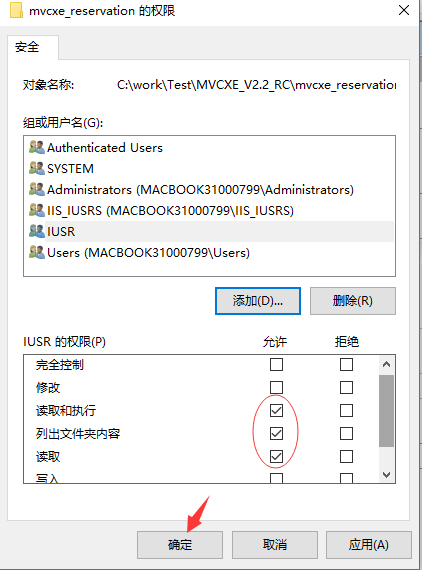 mvcxe_reservation 的权限
安全
对象名称: C:\work\Test\MVCXE_V2.2_RC\mvcxe_reservation
组或用户名(G):
Authenticated Users
SYSTEM
Administrators (MACBOOK31000799\Administrators)
IIS_IUSRS (MACBOOK31000799\IIS_IUSRS)
IUSR
Users (MACBOOK31000799\Users)
添加(D)... 删除(R)
IUSR 的权限(P) 允许 拒绝
完全控制
修改
读取和执行
列出文件夹内容
读取
写入
确定 取消 应用(A)